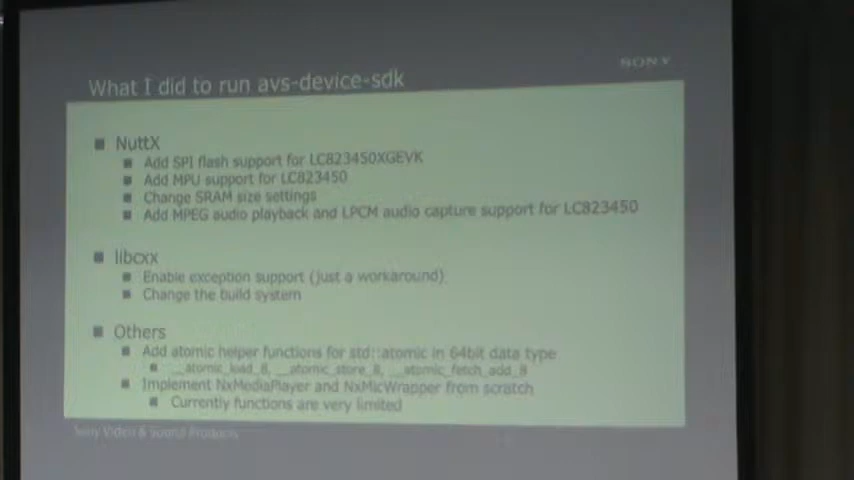 SONY
What I did to run avs-device-sdk
NuttX
Add SPI flash support for LC823450XGEVK
Add MPU support for LC823450
Change SRAM size settings
Add MPEG audio playback and LPCM audio capture support for LC823450
libcxx
Enable exception support (just a workaround)
Change the build system
Others
Add atomic helper functions for std::atomic in 64bit data type
__atomic_load_8, __atomic_store_8, __atomic_fetch_add_8
Implement NxMediaPlayer and NxMicWrapper from scratch
Currently functions are very limited
Sony Video & Sound Products